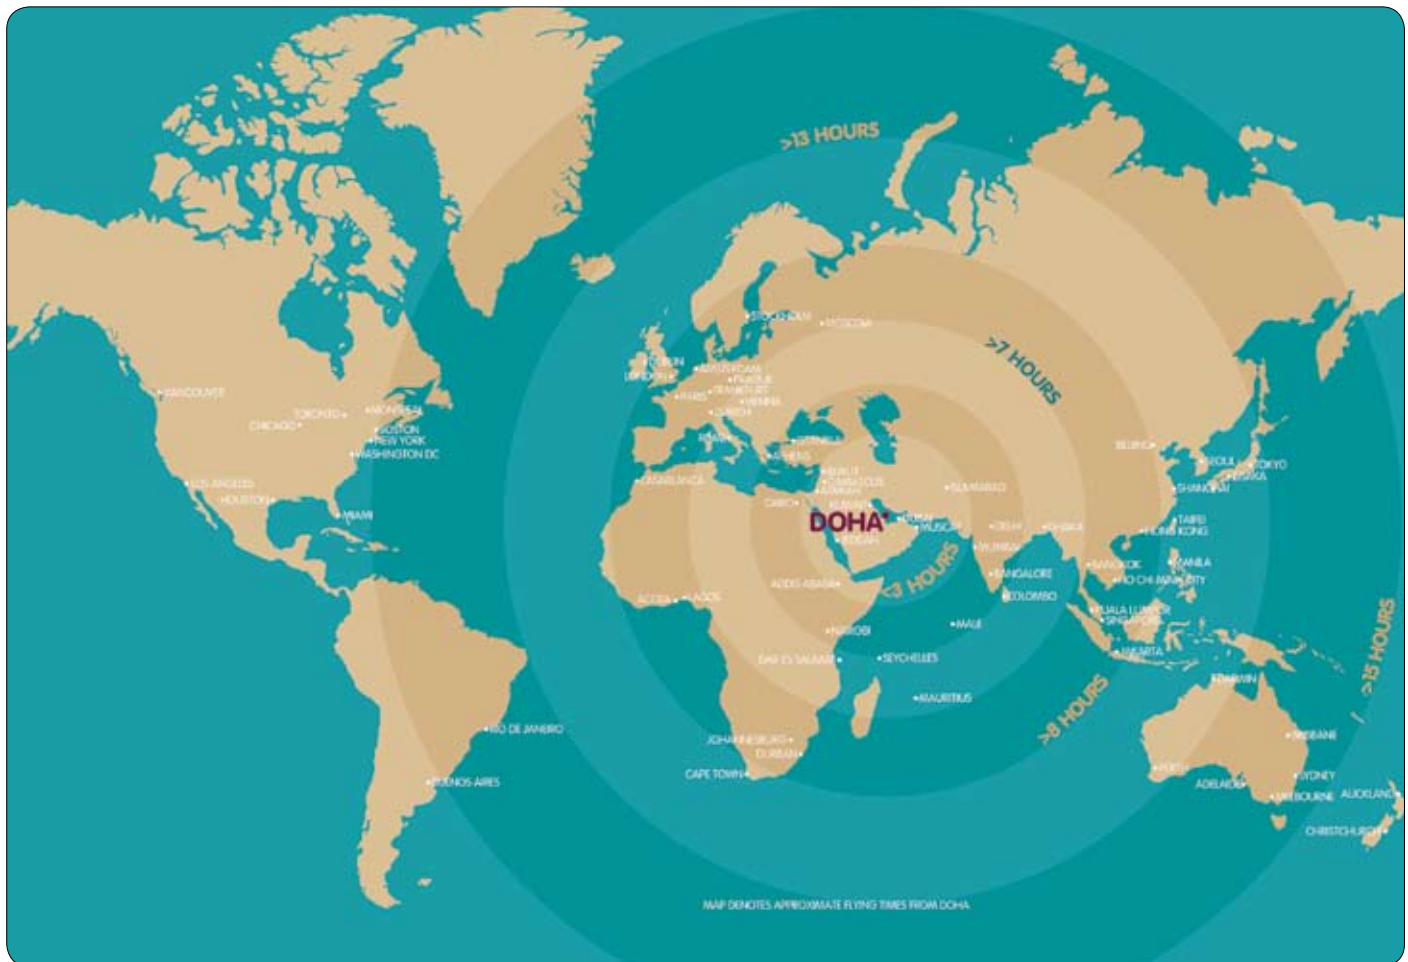 >13 HOURS
STOCKHOLM
MOSCOW
>7 HOURS
DUBLIN
LONDON
AMSTERDAM
PRAGUE
FRANKFURT
PARIS
VIENNA
ZURICH
VANCOUVER
TORONTO
MONTREAL
CHICAGO
BOSTON
NEW YORK
WASHINGTON DC
ROME
ISTANBUL
ATHENS
BEIJING
SEOUL
TOKYO
OSAKA
LOS ANGELES
HOUSTON
MIAMI
CASABLANCA
BEIRUT
DAMASCUS
AMMAN
CAIRO
KUWAIT
ISLAMABAD
SHANGHAI
DOHA
DUBAI
MUSCAT
DELHI
DHAKA
TAIPEI
HONG KONG
JEDDAH
MUMBAI
<3 HOURS
BANGKOK
MANILA
ADDIS ABABA
BANGALORE
HO CHI MINH CITY
ACCRA
LAGOS
COLOMBO
KUALA LUMPUR
SINGAPORE
NAIROBI
MALE
>15 HOURS
DAR ES SALAAM
SEYCHELLES
JAKARTA
DARWIN
MAURITIUS
>8 HOURS
RIO DE JANEIRO
JOHANNESBURG
DURBAN
BRISBANE
CAPE TOWN
PERTH
BUENOS AIRES
ADELAIDE
SYDNEY
MELBOURNE
AUCKLAND
CHRISTCHURCH
MAP DENOTES APPROXIMATE FLYING TIMES FROM DOHA